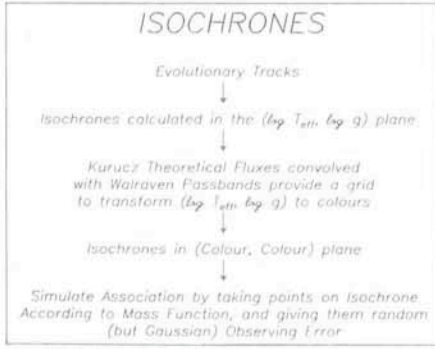 ISOCHRONES
Evolutionary Tracks
Isochrones calculated in the (log T_eff, log g) plane
Kurucz Theoretical Fluxes convolved
with Walraven Passbands provide a grid
to transform (log T_eff, log g) to colours
Isochrones in (Colour, Colour) plane
Simulate Association by taking points on Isochrone
According to Mass Function, and giving them random
(but Gaussian) Observing Error